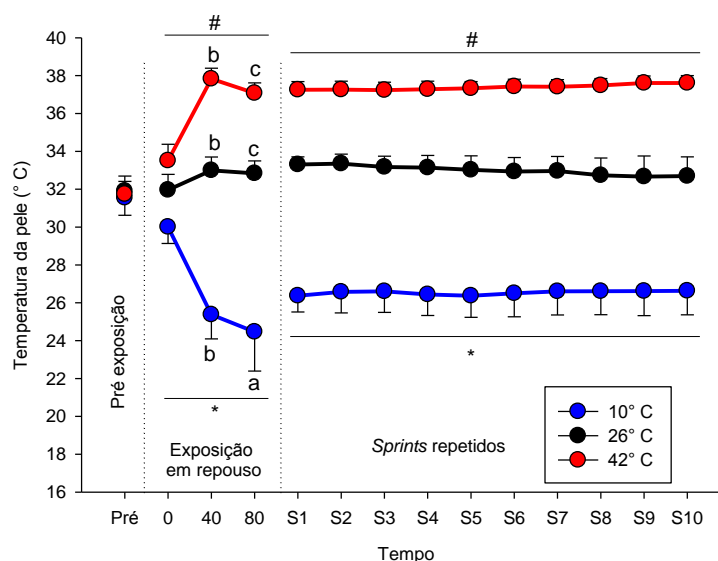 #
#
40
38
36
34
32
30
28
26
24
22
20
18
16
Temperatura da pele (° C)
b
c
b
c
b
a
*
*
Pré exposição
Exposição
em repouso
Sprints repetidos
10° C
26° C
42° C
Pré
0
40
80
S1
S2
S3
S4
S5
S6
S7
S8
S9
S10
Tempo